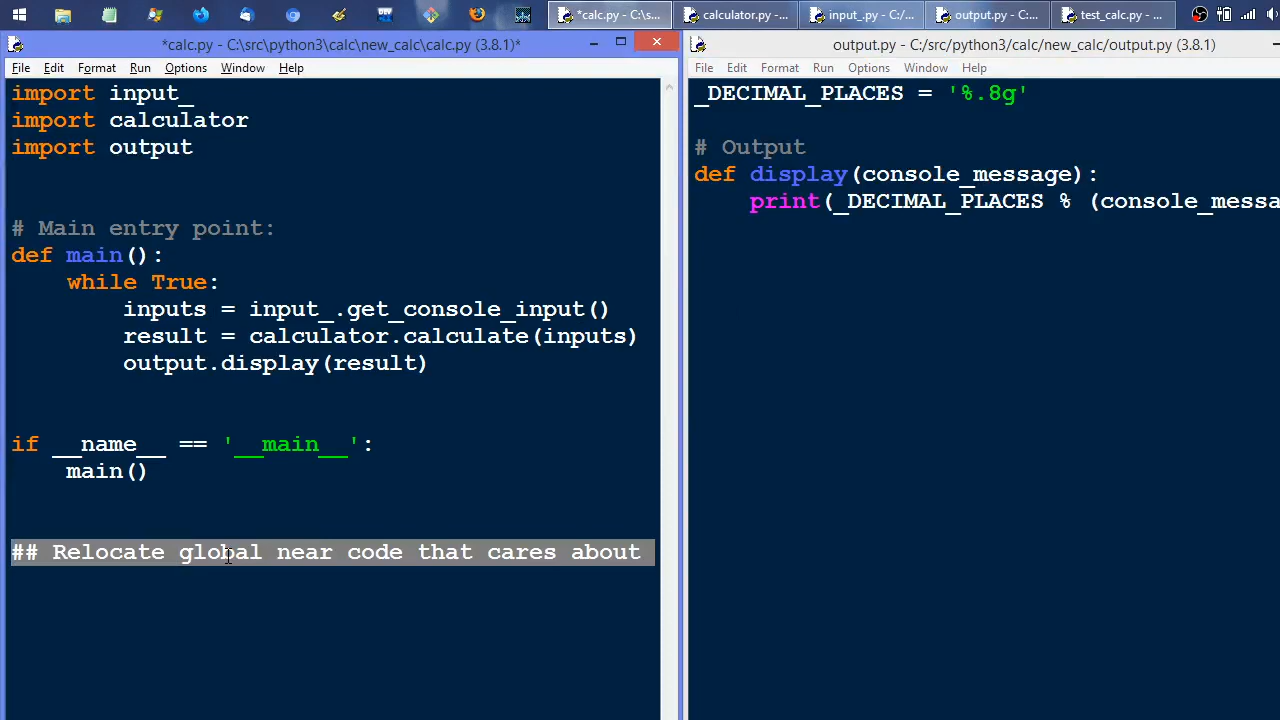 *calc.py - C:\s...
calculator.py -...
input_.py - C:/...
output.py - C:...
test_calc.py - ...
*calc.py - C:\src\python3\calc\new_calc\calc.py (3.8.1)*
File Edit Format Run Options Window Help
import input_
import calculator
import output
# Main entry point:
def main():
while True:
inputs = input_.get_console_input()
result = calculator.calculate(inputs)
output.display(result)
if __name__ == '__main__':
main()
## Relocate global near code that cares about
output.py - C:/src/python3/calc/new_calc/output.py (3.8.1)
File Edit Format Run Options Window Help
_DECIMAL_PLACES = '%.8g'
# Output
def display(console_message):
print(_DECIMAL_PLACES % (console_messa